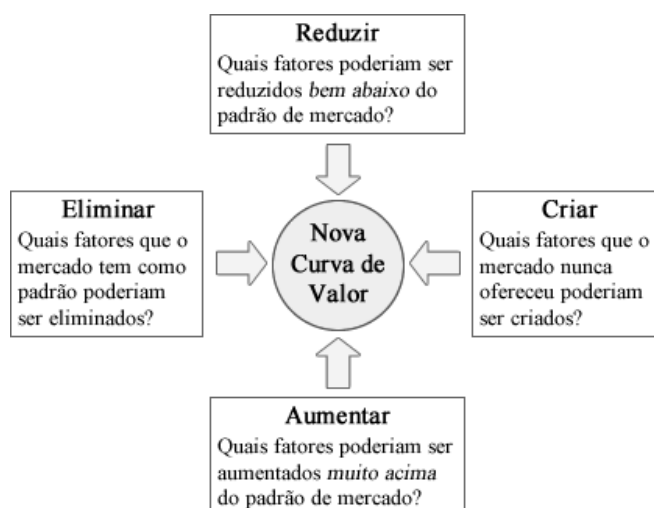 Reduzir
Quais fatores poderiam ser
reduzidos bem abaixo do
padrão de mercado?
Eliminar
Quais fatores que o
mercado tem como
padrão poderiam
ser eliminados?
Nova
Curva de
Valor
Criar
Quais fatores que o
mercado nunca
ofereceu poderiam
ser criados?
Aumentar
Quais fatores poderiam ser
aumentados muito acima
do padrão de mercado?